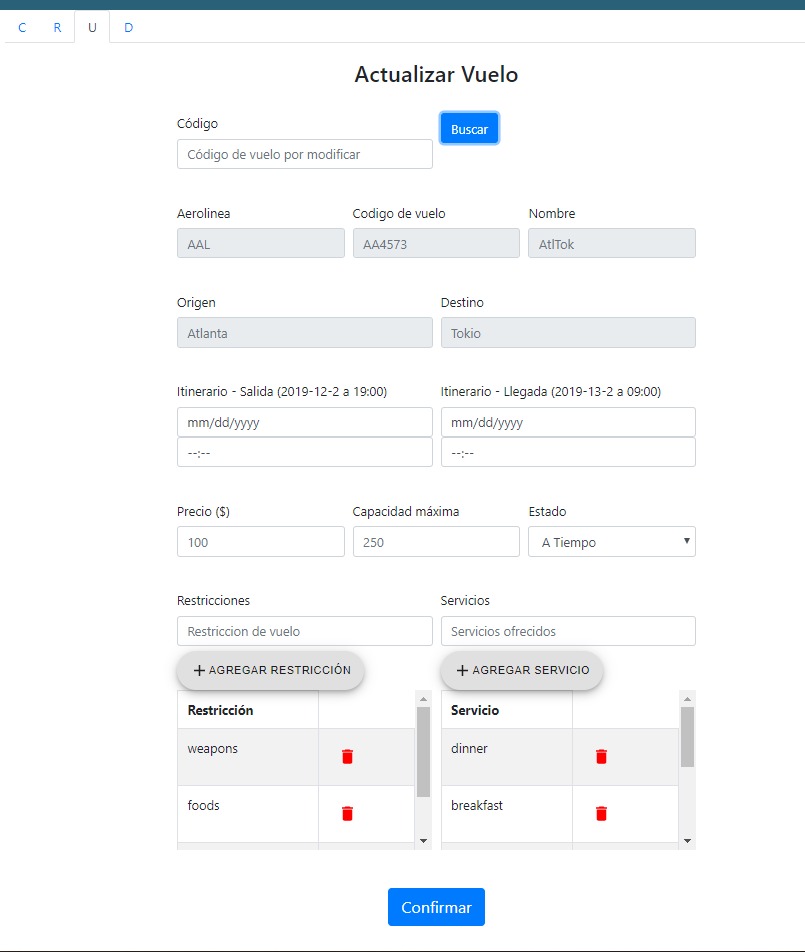 C R U D
Actualizar Vuelo
Código
Buscar
Código de vuelo por modificar
Aerolinea Codigo de vuelo Nombre
AAL AA4573 AtlTok
Origen Destino
Atlanta Tokio
Itinerario - Salida (2019-12-2 a 19:00) Itinerario - Llegada (2019-13-2 a 09:00)
mm/dd/yyyy mm/dd/yyyy
--:-- --:--
Precio ($) Capacidad máxima Estado
100 250 A Tiempo
Restricciones Servicios
Restriccion de vuelo Servicios ofrecidos
+ AGREGAR RESTRICCIÓN + AGREGAR SERVICIO
Restricción Servicio
weapons dinner
foods breakfast
Confirmar